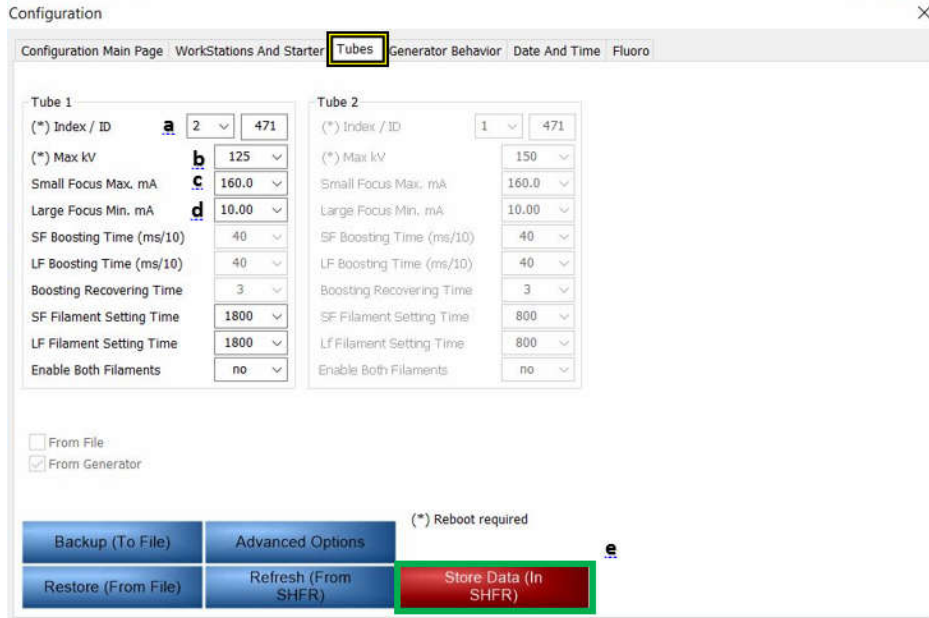 Configuration
Configuration Main Page WorkStations And Starter Tubes Generator Behavior Date And Time Fluoro
Tube 1
(*) Index / ID a 2 471
(*) Max kV b 125
Small Focus Max. mA c 160.0
Large Focus Min. mA d 10.00
SF Boosting Time (ms/10) 40
LF Boosting Time (ms/10) 40
Boosting Recovering Time 3
SF Filament Setting Time 1800
LF Filament Setting Time 1800
Enable Both Filaments no
Tube 2
(*) Index / ID 1 471
(*) Max kV 150
Small Focus Max. mA 160.0
Large Focus Min. mA 10.00
SF Boosting Time (ms/10) 40
LF Boosting Time (ms/10) 40
Boosting Recovering Time 3
SF Filament Setting Time 800
Lf Filament Setting Time 800
Enable Both Filaments no
From File
From Generator
(*) Reboot required
Backup (To File) Advanced Options e
Restore (From File) Refresh (From
SHFR) Store Data (In
SHFR)